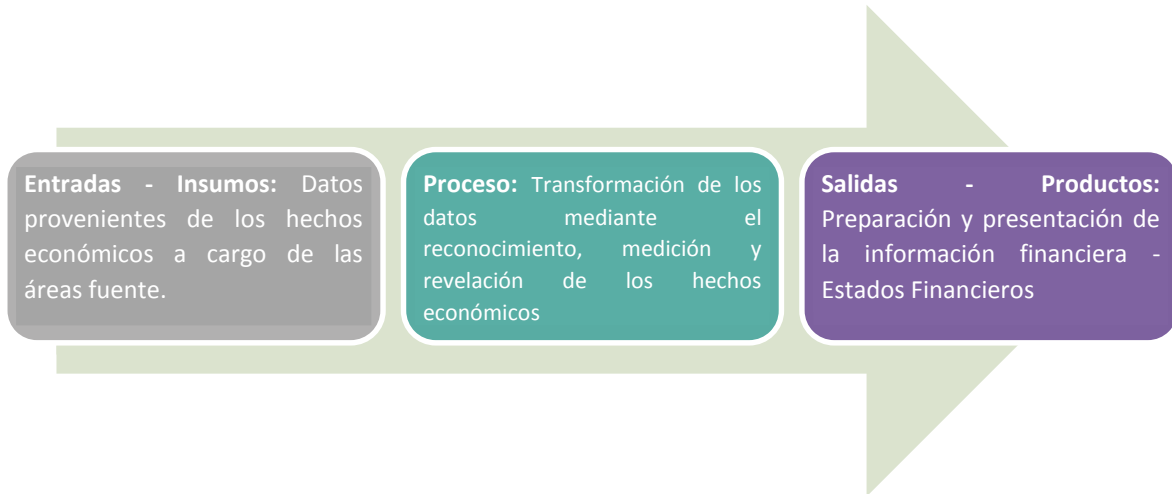 Entradas - Insumos: Datos
provenientes de los hechos
económicos a cargo de las
áreas fuente.
Proceso: Transformación de los
datos mediante el
reconocimiento, medición y
revelación de los hechos
económicos
Salidas - Productos:
Preparación y presentación de
la información financiera -
Estados Financieros